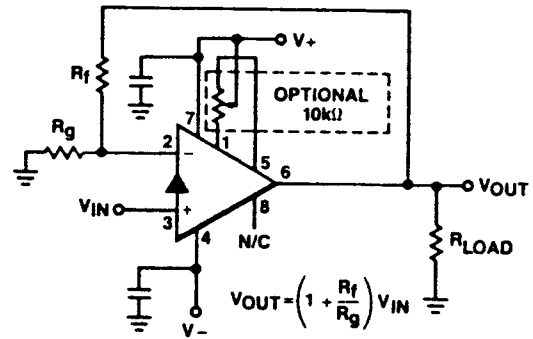 V+
Rf
OPTIONAL
10kΩ
7
1
Rg
2
−
5
6
VOUT
VIN
+
3
8
4
N/C
RLOAD
VOUT = (1 + Rf/Rg) VIN
V−